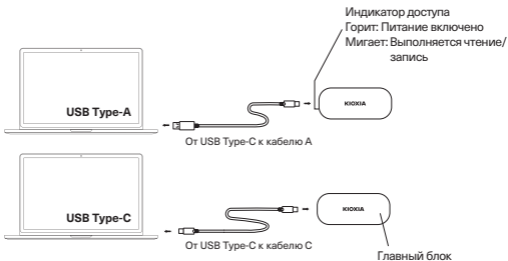 Индикатор доступа
Горит: Питание включено
Мигает: Выполняется чтение/
запись
USB Type-A
KIOXIA
От USB Type-C к кабелю A
USB Type-C
KIOXIA
От USB Type-C к кабелю C
Главный блок